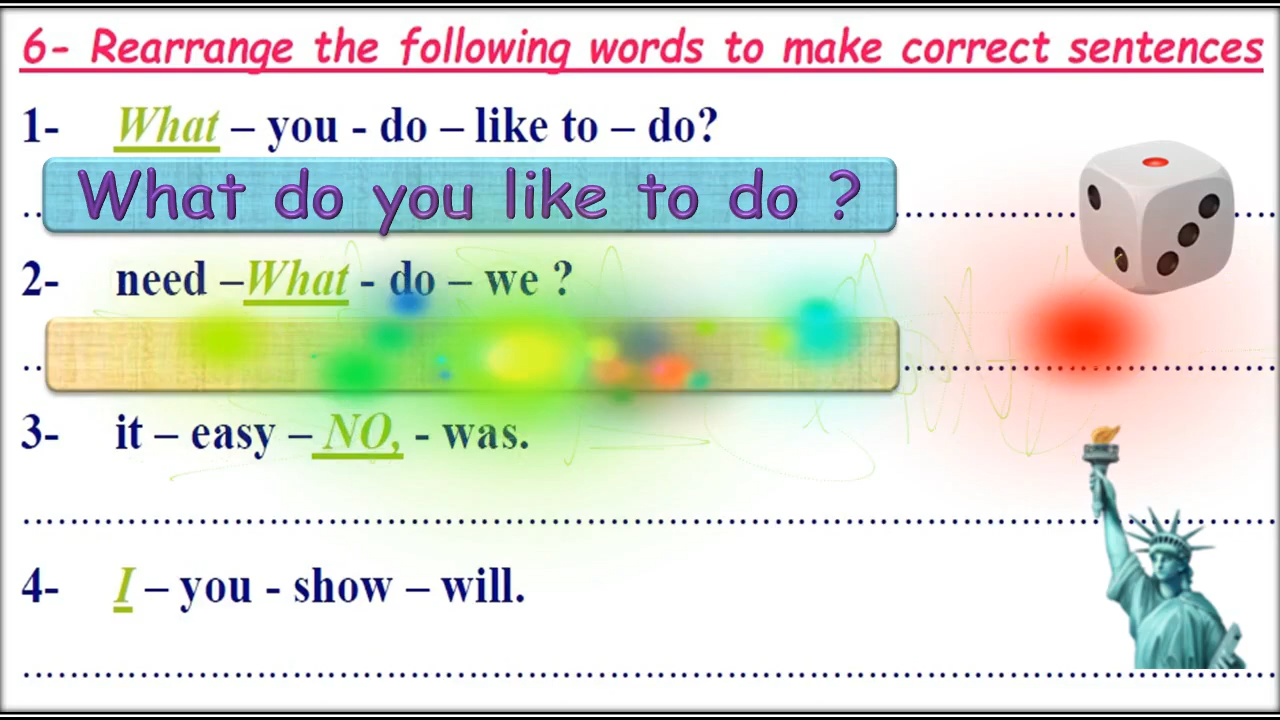 6- Rearrange the following words to make correct sentences
1- What – you - do – like to – do?
What do you like to do ?
2- need –What - do – we ?
3- it – easy – NO, - was.
4- I – you - show – will.